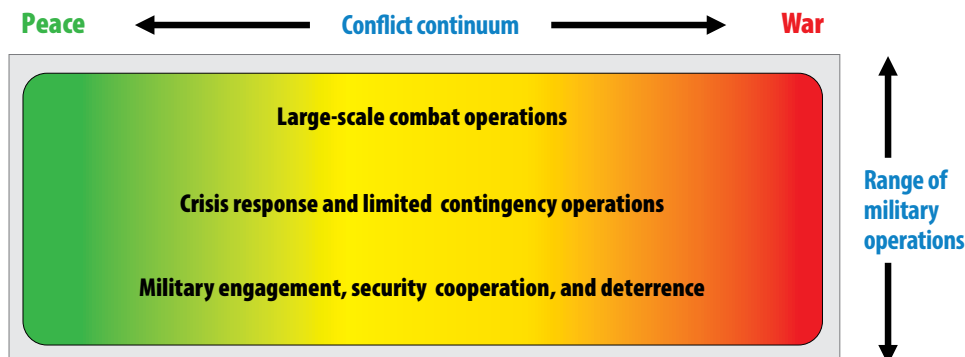 Peace Conflict continuum War
Large-scale combat operations
Crisis response and limited contingency operations
Military engagement, security cooperation, and deterrence
Range of
military
operations